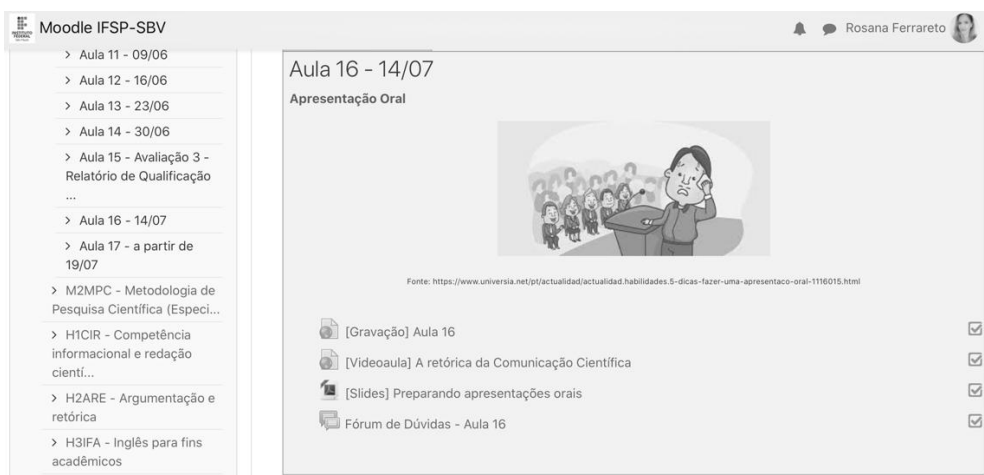 INSTITUTO
FEDERAL
Moodle IFSP-SBV
Rosana Ferrareto
> Aula 11 - 09/06
> Aula 12 - 16/06
> Aula 13 - 23/06
> Aula 14 - 30/06
> Aula 15 - Avaliação 3 -
Relatório de Qualificação
...
> Aula 16 - 14/07
> Aula 17 - a partir de
19/07
> M2MPC - Metodologia de
Pesquisa Científica (Especi...
> H1CIR - Competência
informacional e redação
cientí...
> H2ARE - Argumentação e
retórica
> H3IFA - Inglês para fins
acadêmicos
Aula 16 - 14/07
Apresentação Oral
Fonte: https://www.universia.net/pt/actualidad/actualidad.habilidades.5-dicas-fazer-uma-apresentaco-oral-1116015.html
[Gravação] Aula 16
[Videoaula] A retórica da Comunicação Científica
[Slides] Preparando apresentações orais
Fórum de Dúvidas - Aula 16